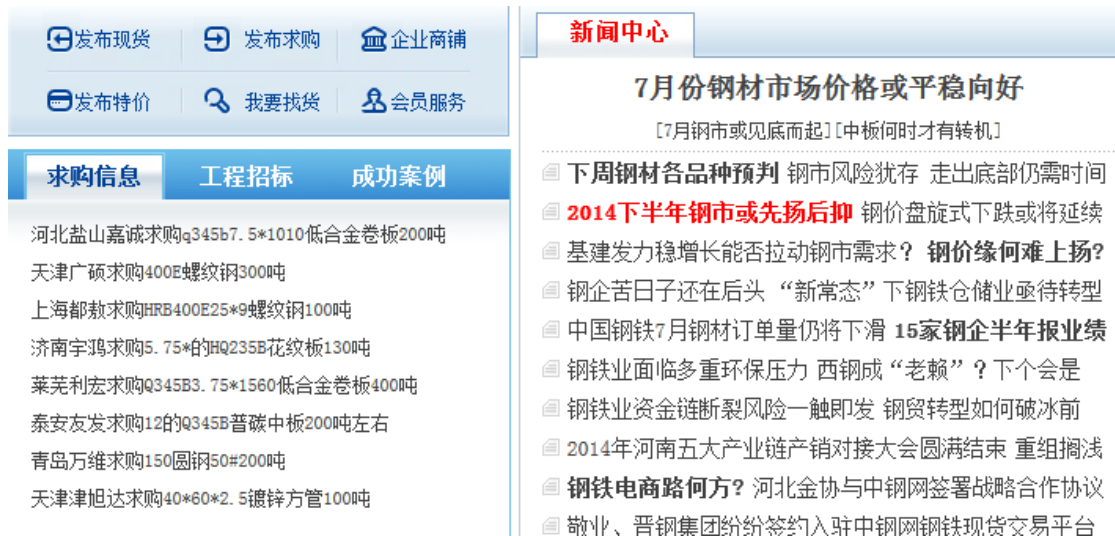 发布现货 发布求购 企业商铺
发布特价 我要找货 会员服务
求购信息 工程招标 成功案例
河北盐山嘉诚求购q345b7.5*1010低合金卷板200吨
天津广硕求购400E螺纹钢300吨
上海都敖求购HRB400E25*9螺纹钢100吨
济南宇鸿求购5.75*的HQ235B花纹板130吨
莱芜利宏求购Q345B3.75*1560低合金卷板400吨
泰安友发求购12的Q345B普碳中板200吨左右
青岛万维求购150圆钢50#200吨
天津津旭达求购40*60*2.5镀锌方管100吨
新闻中心
7月份钢材市场价格或平稳向好
[7月钢市或见底而起][中板何时才有转机]
下周钢材各品种预判 钢市风险犹存 走出底部仍需时间
2014下半年钢市或先扬后抑 钢价盘旋式下跌或将延续
基建发力稳增长能否拉动钢市需求? 钢价缘何难上扬?
钢企苦日子还在后头 “新常态”下钢铁仓储业亟待转型
中国钢铁7月钢材订单量仍将下滑 15家钢企半年报业绩
钢铁业面临多重环保压力 西钢成“老赖”?下个会是
钢铁业资金链断裂风险一触即发 钢贸转型如何破冰前
2014年河南五大产业链产销对接大会圆满结束 重组搁浅
钢铁电商路何方? 河北金协与中钢网签署战略合作协议
敬业、晋钢集团纷纷签约入驻中钢网钢铁现货交易平台